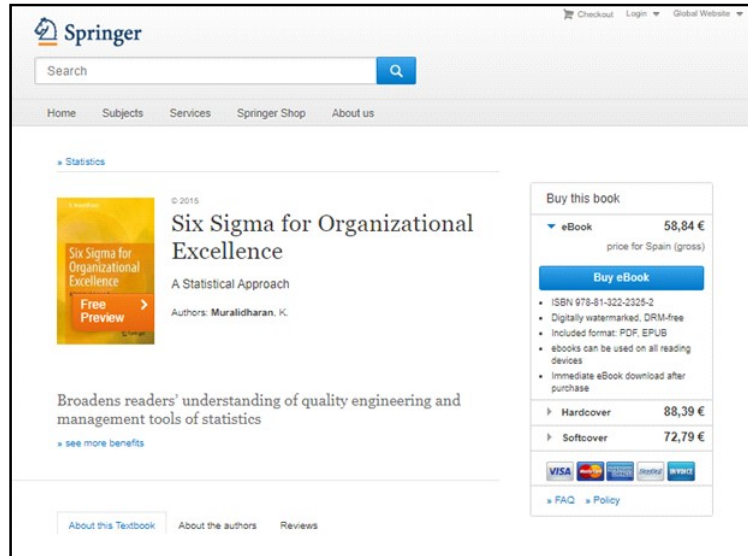 Checkout Login Global Website
Springer
Search
Home Subjects Services Springer Shop About us
» Statistics
© 2015
Six Sigma for Organizational
Excellence
A Statistical Approach
Authors: Muralidharan, K.
Six Sigma for
Organizational
Excellence
Free
Preview
Springer
Broadens readers’ understanding of quality engineering and
management tools of statistics
» see more benefits
About this Textbook About the authors Reviews
Buy this book
eBook 58,84 €
price for Spain (gross)
Buy eBook
• ISBN 978-81-322-2325-2
• Digitally watermarked, DRM-free
• Included format: PDF, EPUB
• ebooks can be used on all reading
devices
• Immediate eBook download after
purchase
Hardcover 88,39 €
Softcover 72,79 €
VISA MasterCard INVOICE
» FAQ » Policy